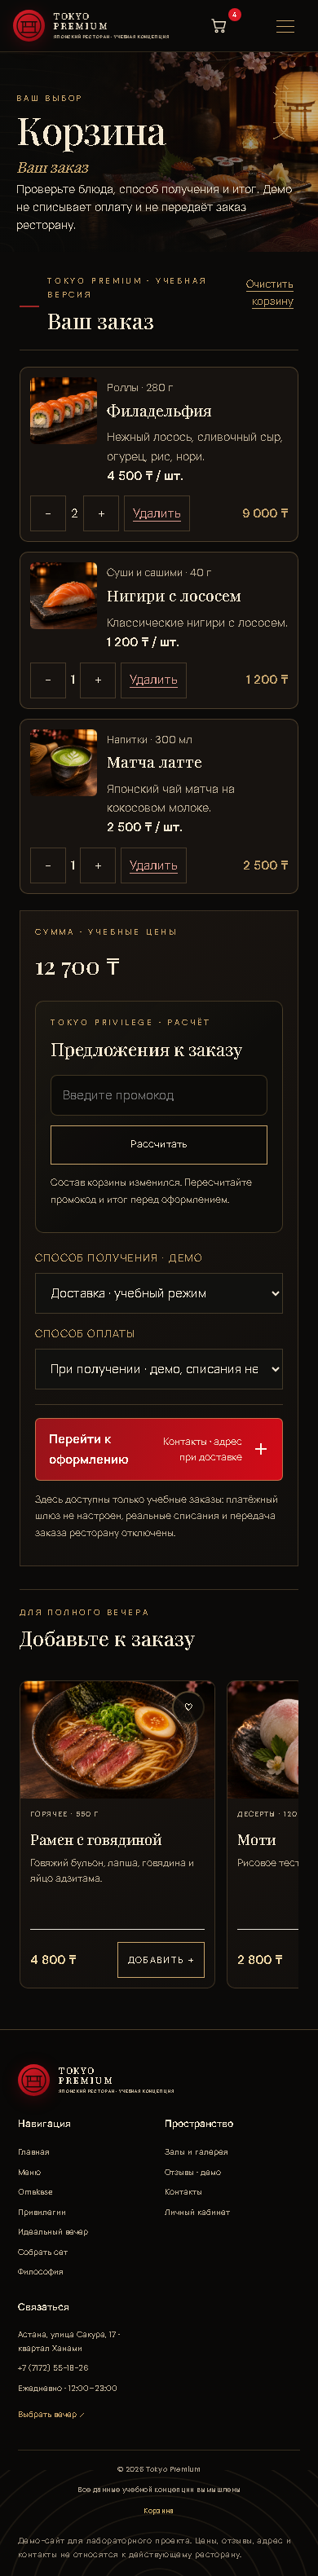 TOKYO
PREMIUM
ЯПОНСКИЙ РЕСТОРАН · УЧЕБНАЯ КОНЦЕПЦИЯ
4
ВАШ ВЫБОР
Корзина
Ваш заказ
Проверьте блюда, способ получения и итог. Демо
не списывает оплату и не передаёт заказ
ресторану.
TOKYO PREMIUM · УЧЕБНАЯ
ВЕРСИЯ
Ваш заказ
Очистить
корзину
Роллы · 280 г
Филадельфия
Нежный лосось, сливочный сыр,
огурец, рис, нори.
4 500 ₸ / шт.
− 2 + Удалить 9 000 ₸
Суши и сашими · 40 г
Нигири с лососем
Классические нигири с лососем.
1 200 ₸ / шт.
− 1 + Удалить 1 200 ₸
Напитки · 300 мл
Матча латте
Японский чай матча на
кокосовом молоке.
2 500 ₸ / шт.
− 1 + Удалить 2 500 ₸
СУММА · УЧЕБНЫЕ ЦЕНЫ
12 700 ₸
TOKYO PRIVILEGE · РАСЧЁТ
Предложения к заказу
Введите промокод
Рассчитать
Состав корзины изменился. Пересчитайте
промокод и итог перед оформлением.
СПОСОБ ПОЛУЧЕНИЯ · ДЕМО
Доставка · учебный режим
СПОСОБ ОПЛАТЫ
При получении · демо, списания не
Перейти к
оформлению
Контакты · адрес
при доставке
+
Здесь доступны только учебные заказы: платёжный
шлюз не настроен, реальные списания и передача
заказа ресторану отключены.
ДЛЯ ПОЛНОГО ВЕЧЕРА
Добавьте к заказу
ГОРЯЧЕЕ · 550 Г
Рамен с говядиной
Говяжий бульон, лапша, говядина и
яйцо адзитама.
4 800 ₸ ДОБАВИТЬ +
ДЕСЕРТЫ · 120
Моти
Рисовое тест
2 800 ₸
TOKYO
PREMIUM
ЯПОНСКИЙ РЕСТОРАН · УЧЕБНАЯ КОНЦЕПЦИЯ
Навигация
Главная
Меню
Omakase
Привилегии
Идеальный вечер
Собрать сет
Философия
Пространство
Залы и галерея
Отзывы · демо
Контакты
Личный кабинет
Связаться
Астана, улица Сакура, 17 ·
квартал Ханами
+7 (7172) 55-18-26
Ежедневно · 12:00–23:00
Выбрать вечер ↗
© 2026 Tokyo Premium
Все данные учебной концепции вымышлены
Корзина
Демо-сайт для лабораторного проекта. Цены, отзывы, адрес и
контакты не относятся к действующему ресторану.